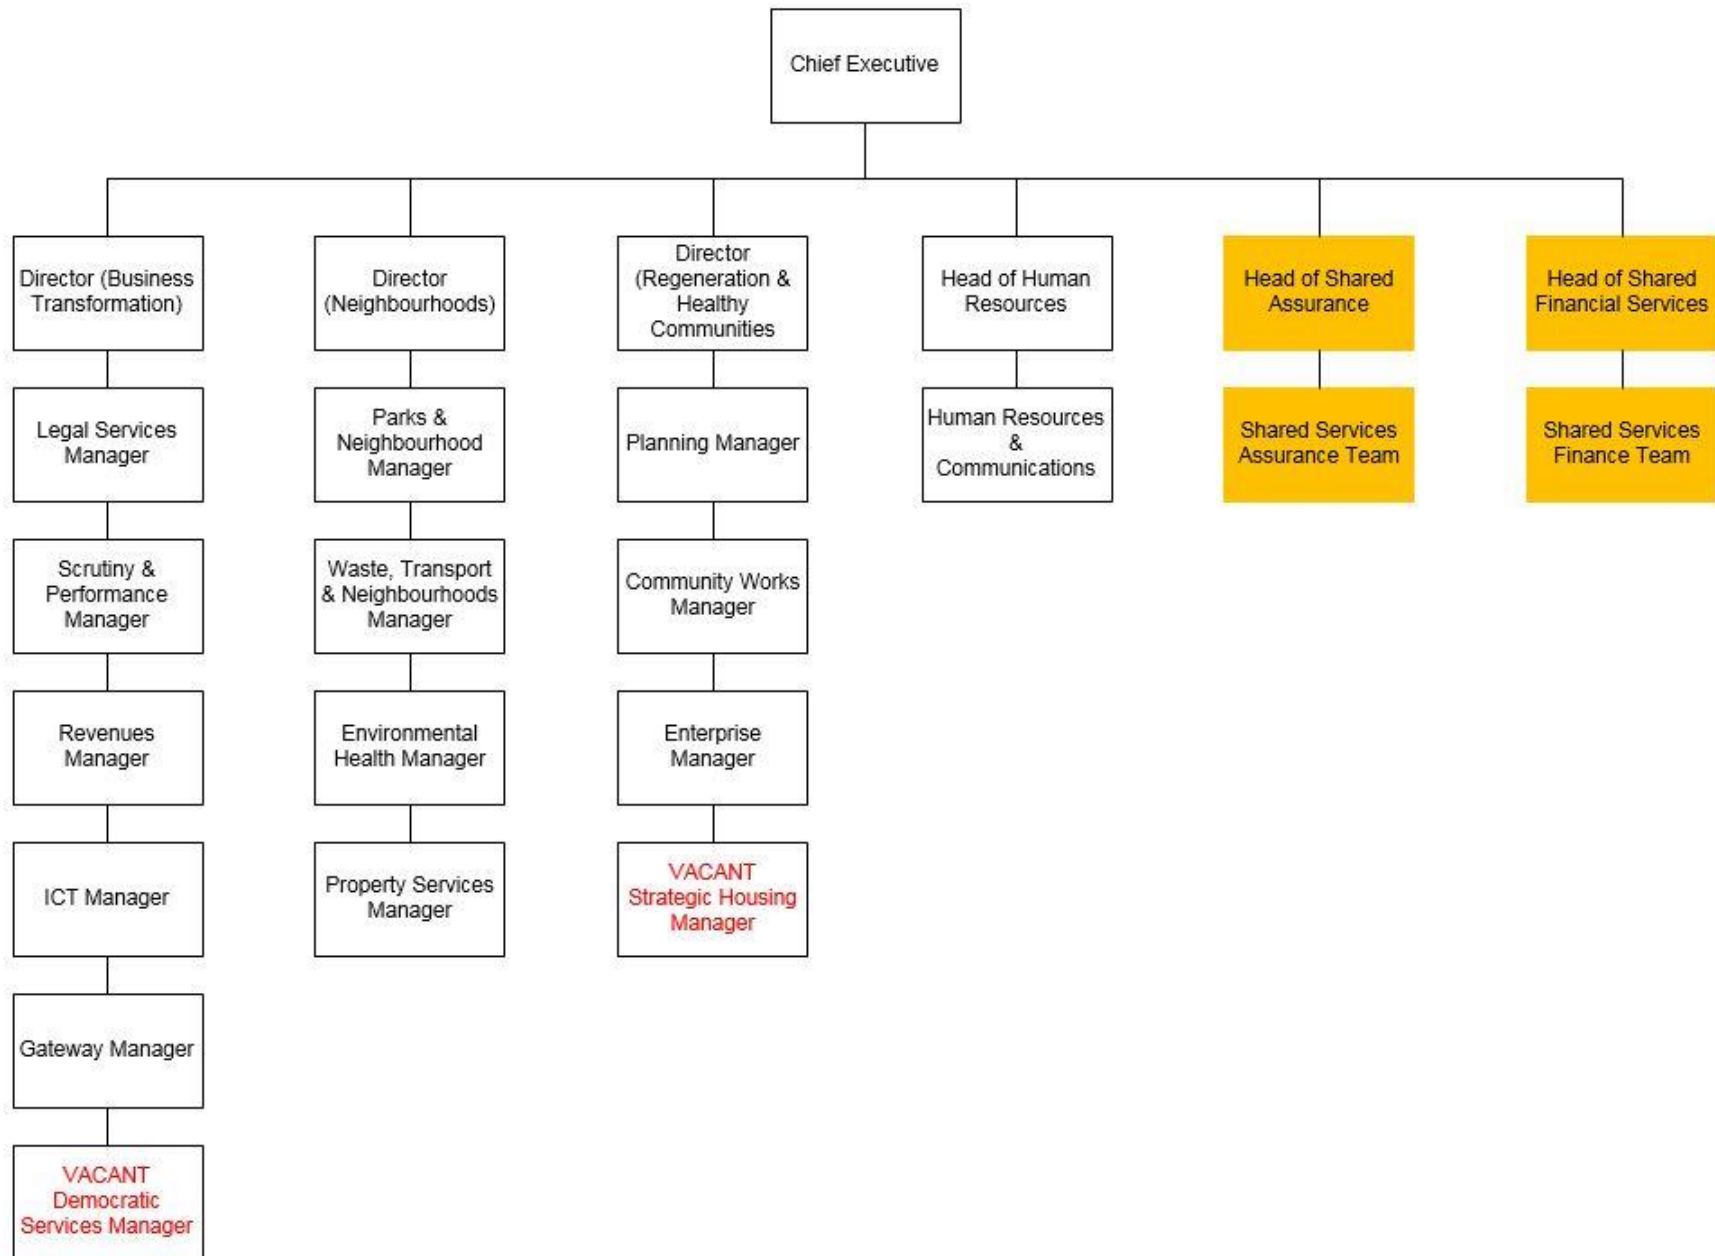 Chief Executive
Director (Business
Transformation)
Director
(Neighbourhoods)
Director
(Regeneration &
Healthy
Communities
Head of Human
Resources
Head of Shared
Assurance
Head of Shared
Financial Services
Legal Services
Manager
Parks &
Neighbourhood
Manager
Planning Manager
Human Resources
&
Communications
Shared Services
Assurance Team
Shared Services
Finance Team
Scrutiny &
Performance
Manager
Waste, Transport
& Neighbourhoods
Manager
Community Works
Manager
Revenues
Manager
Environmental
Health Manager
Enterprise
Manager
ICT Manager
Property Services
Manager
VACANT
Strategic Housing
Manager
Gateway Manager
VACANT
Democratic
Services Manager